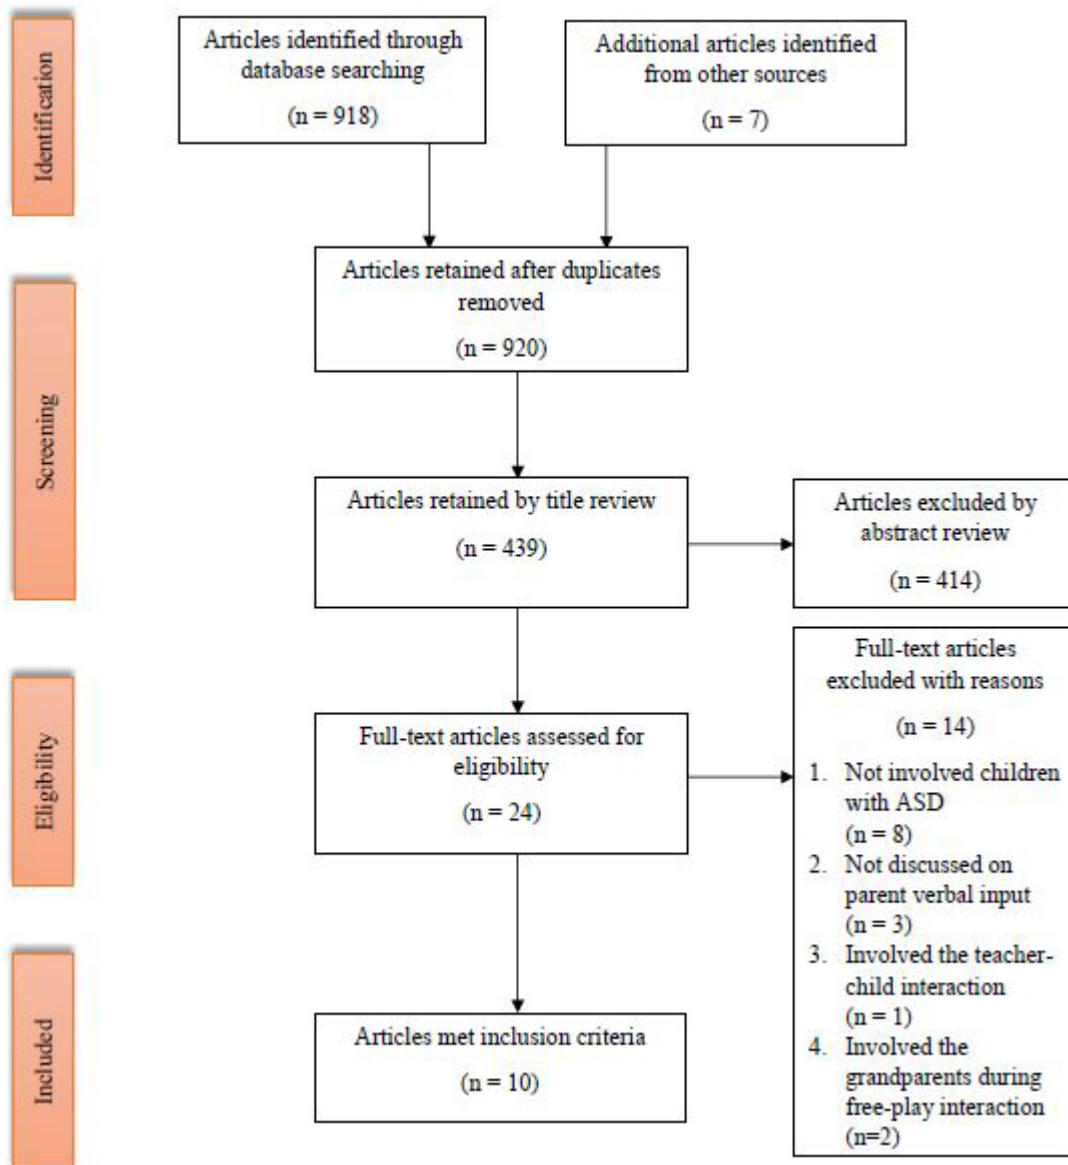 Identification
Articles identified through
database searching
(n = 918)
Additional articles identified
from other sources
(n = 7)
Screening
Articles retained after duplicates
removed
(n = 920)
Articles retained by title review
(n = 439)
Articles excluded by
abstract review
(n = 414)
Eligibility
Full-text articles assessed for
eligibility
(n = 24)
Full-text articles
excluded with reasons
(n = 14)
1. Not involved children
with ASD
(n = 8)
2. Not discussed on
parent verbal input
(n = 3)
3. Involved the teacher-
child interaction
(n = 1)
4. Involved the
grandparents during
free-play interaction
(n=2)
Included
Articles met inclusion criteria
(n = 10)